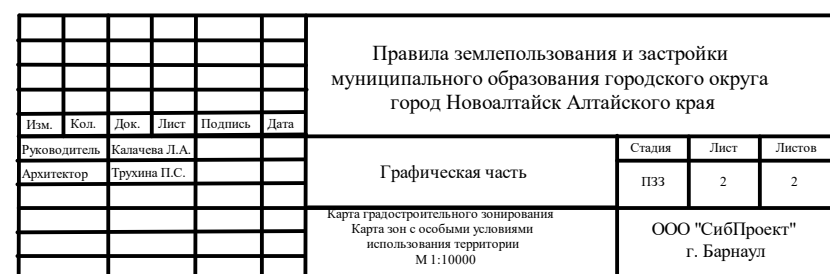 Правила землепользования и застройки
муниципального образования городского округа
город Новоалтайск Алтайского края
Изм. Кол. Док. Лист Подпись Дата
Руководитель Калачева Л.А.
Архитектор Трухина П.С.
Графическая часть
Стадия Лист Листов
ПЗЗ 2 2
Карта градостроительного зонирования
Карта зон с особыми условиями
использования территории
М 1:10000
ООО "СибПроект"
г. Барнаул